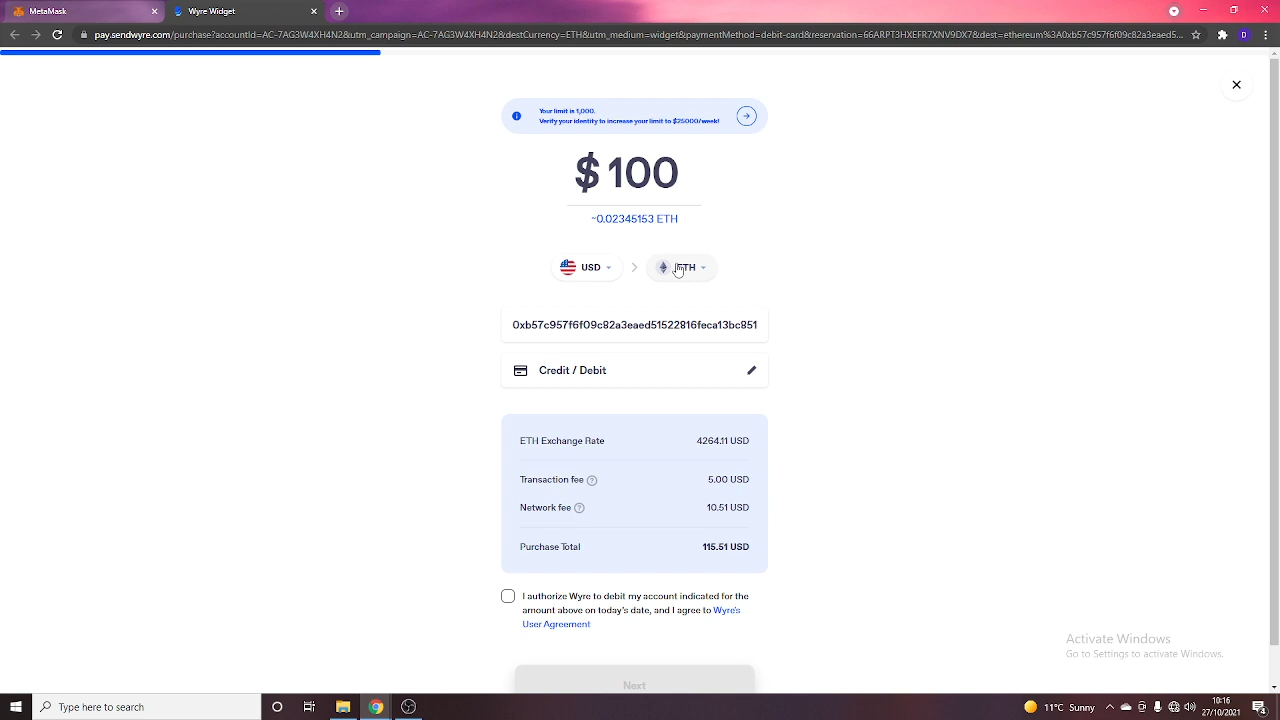 MetaMask
Wyre Widget
pay.sendwyre.com/purchase?accountId=AC-7AG3W4XH4N2&utm_campaign=AC-7AG3W4XH4N2&destCurrency=ETH&utm_medium=widget&paymentMethod=debit-card&reservation=66ARPT3HXEFR7XNV9DX7&dest=ethereum%3A0xb57c957f6f09c82a3eaed5...
D
Your limit is 1,000.
Verify your identity to increase your limit to $25000/week!
$ 100
~0.02345153 ETH
USD
ETH
0xb57c957f6f09c82a3eaed51522816feca13bc851
Credit / Debit
ETH Exchange Rate 4264.11 USD
Transaction fee ? 5.00 USD
Network fee ? 10.51 USD
Purchase Total 115.51 USD
I authorize Wyre to debit my account indicated for the
amount above on today's date, and I agree to Wyre's
User Agreement
Next
Activate Windows
Go to Settings to activate Windows.
Type here to search
11°C Sunny
10:16
27/10/2021